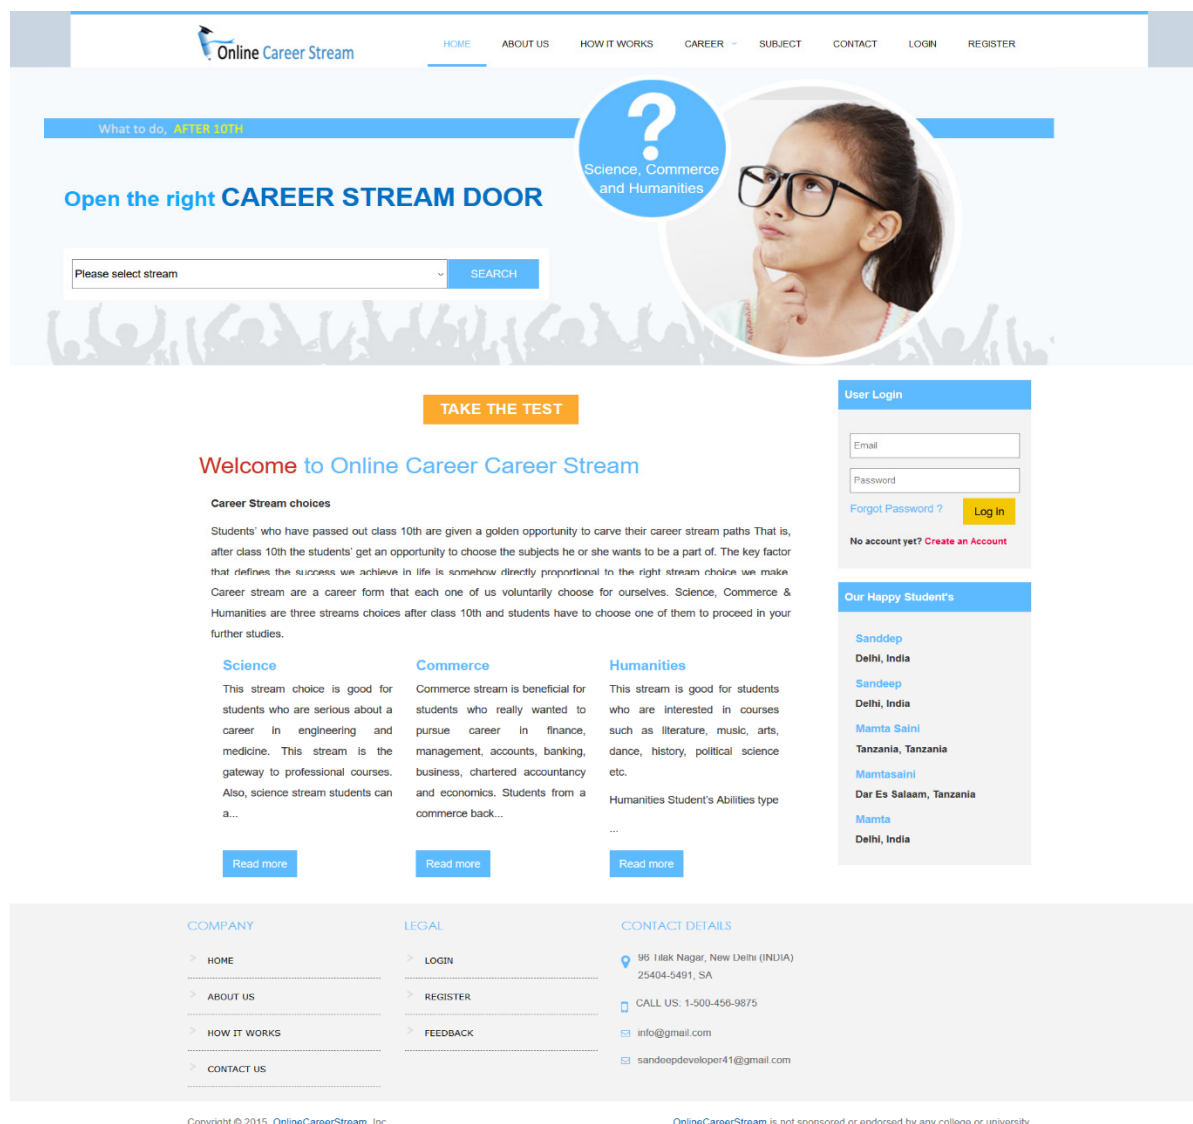 Online Career Stream
HOME ABOUT US HOW IT WORKS CAREER SUBJECT CONTACT LOGIN REGISTER
What to do, AFTER 10TH
?
Science, Commerce
and Humanities
Open the right CAREER STREAM DOOR
Please select stream
SEARCH
TAKE THE TEST
Welcome to Online Career Career Stream
Career Stream choices
Students' who have passed out class 10th are given a golden opportunity to carve their career stream paths That is,
after class 10th the students' get an opportunity to choose the subjects he or she wants to be a part of. The key factor
that defines the success we achieve in life is somehow directly proportional to the right stream choice we make.
Career stream are a career form that each one of us voluntarily choose for ourselves. Science, Commerce &
Humanities are three streams choices after class 10th and students have to choose one of them to proceed in your
further studies.
Science
This stream choice is good for
students who are serious about a
career in engineering and
medicine. This stream is the
gateway to professional courses.
Also, science stream students can
a...
Read more
Commerce
Commerce stream is beneficial for
students who really wanted to
pursue career in finance,
management, accounts, banking,
business, chartered accountancy
and economics. Students from a
commerce back...
Read more
Humanities
This stream is good for students
who are interested in courses
such as literature, music, arts,
dance, history, political science
etc.
Humanities Student's Abilities type
...
Read more
User Login
Email
Password
Forgot Password ?
Log in
No account yet? Create an Account
Our Happy Student's
Sanddep
Delhi, India
Sandeep
Delhi, India
Mamta Saini
Tanzania, Tanzania
Mamtasaini
Dar Es Salaam, Tanzania
Mamta
Delhi, India
COMPANY
HOME
ABOUT US
HOW IT WORKS
CONTACT US
LEGAL
LOGIN
REGISTER
FEEDBACK
CONTACT DETAILS
96 Tilak Nagar, New Delhi (INDIA)
25404-5491, SA
CALL US: 1-500-456-9875
info@gmail.com
sandeepdeveloper41@gmail.com
Copyright © 2015, OnlineCareerStream, Inc
OnlineCareerStream is not sponsored or endorsed by any college or university